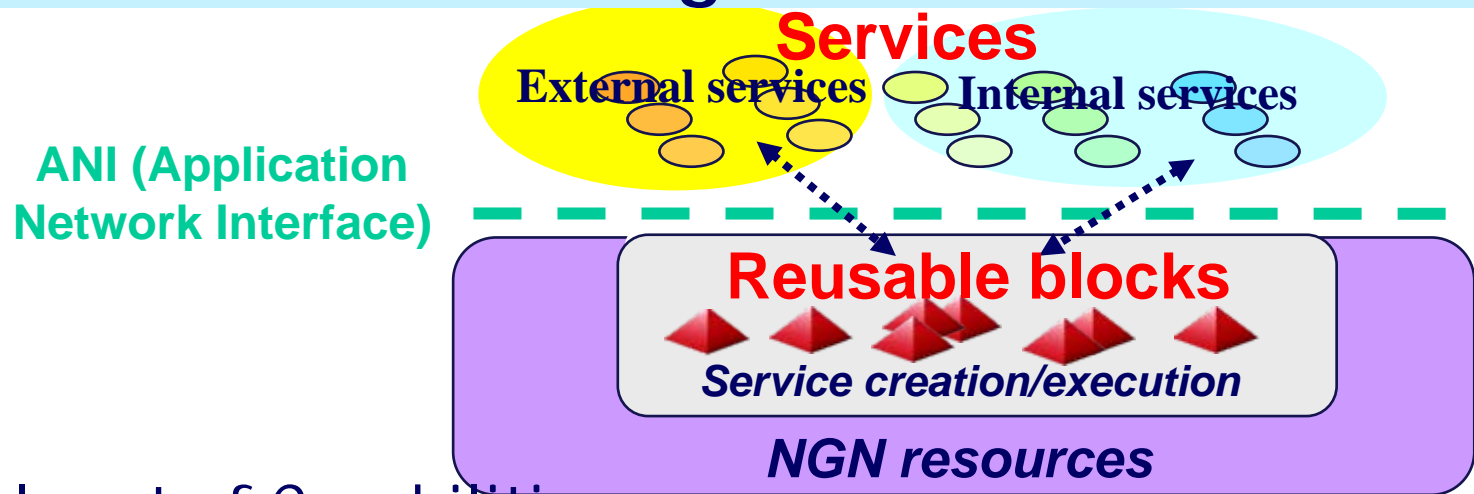 Services
External services
Internal services
ANI (Application
Network Interface)
Reusable blocks
Service creation/execution
NGN resources